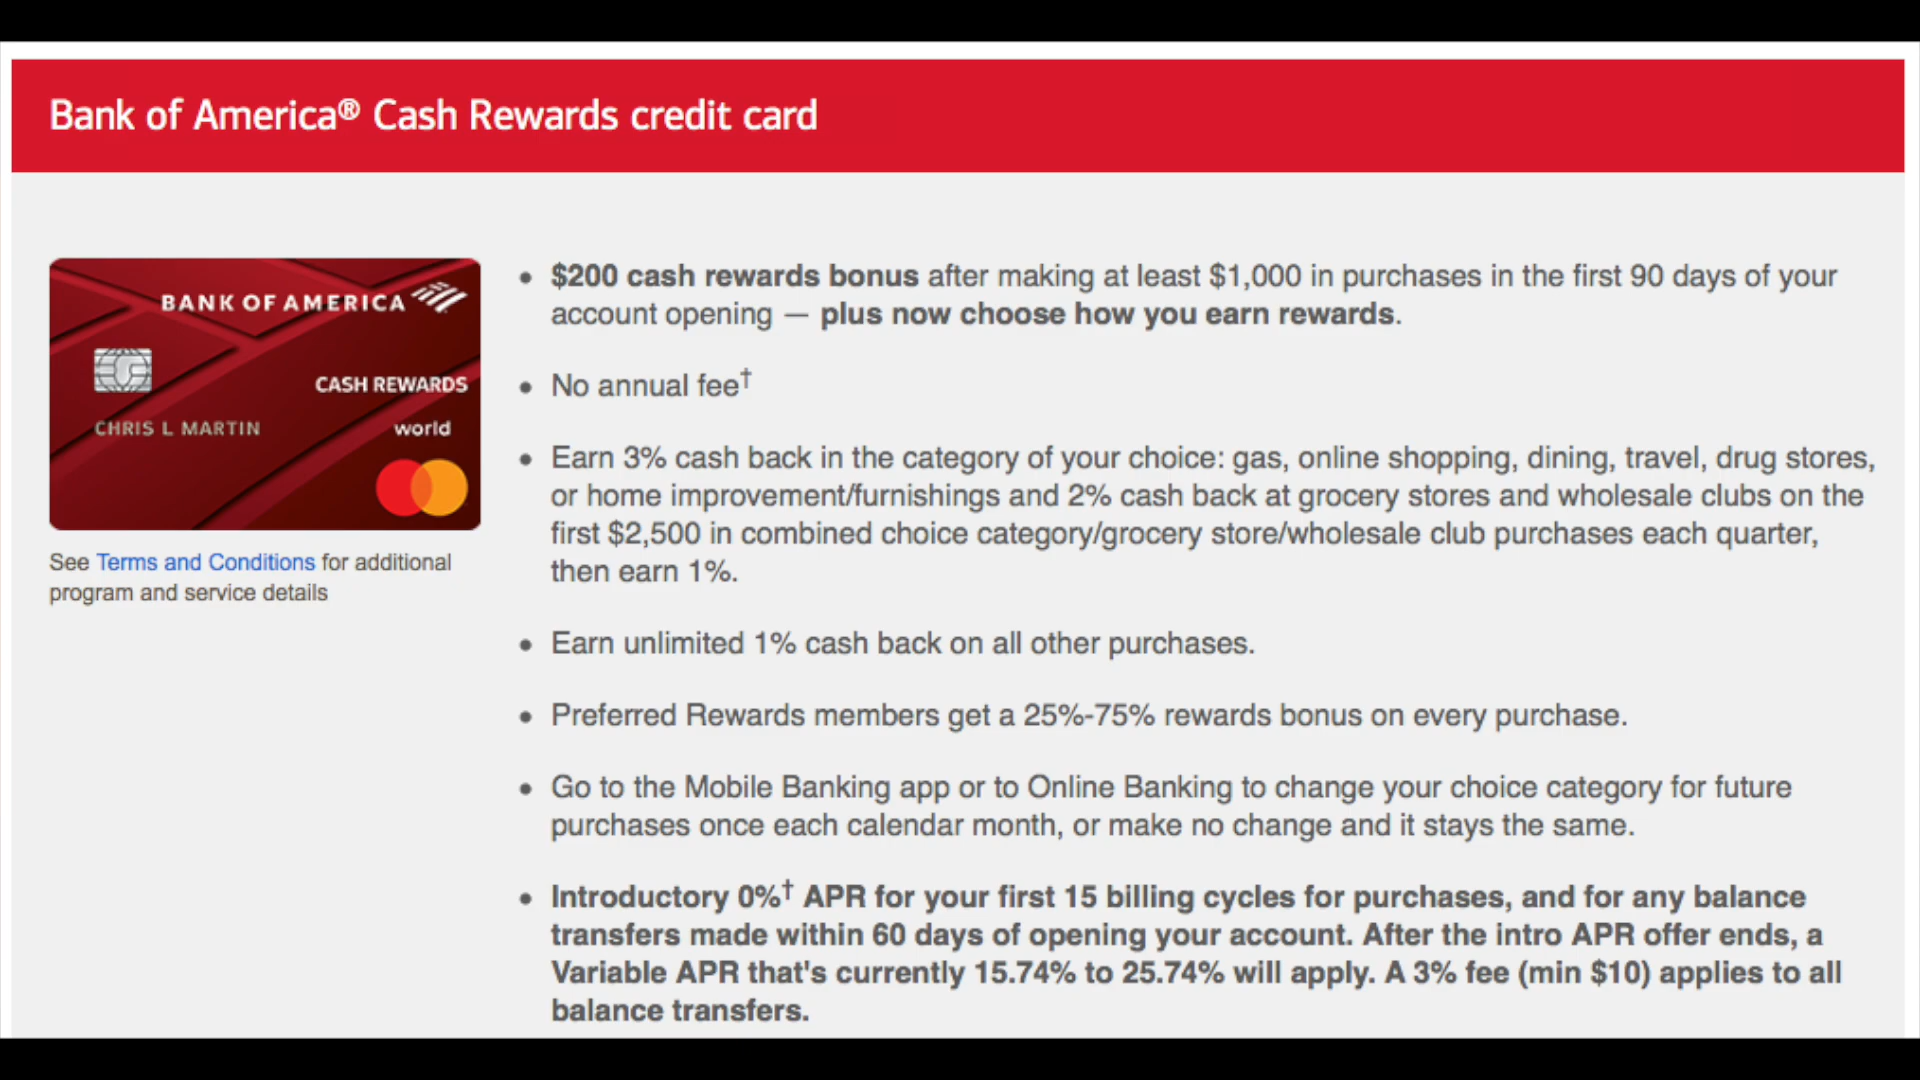 Bank of America® Cash Rewards credit card
BANK OF AMERICA
CASH REWARDS
CHRIS L MARTIN
world
See Terms and Conditions for additional
program and service details
• $200 cash rewards bonus after making at least $1,000 in purchases in the first 90 days of your
account opening — plus now choose how you earn rewards.
• No annual fee†
• Earn 3% cash back in the category of your choice: gas, online shopping, dining, travel, drug stores,
or home improvement/furnishings and 2% cash back at grocery stores and wholesale clubs on the
first $2,500 in combined choice category/grocery store/wholesale club purchases each quarter,
then earn 1%.
• Earn unlimited 1% cash back on all other purchases.
• Preferred Rewards members get a 25%-75% rewards bonus on every purchase.
• Go to the Mobile Banking app or to Online Banking to change your choice category for future
purchases once each calendar month, or make no change and it stays the same.
• Introductory 0%† APR for your first 15 billing cycles for purchases, and for any balance
transfers made within 60 days of opening your account. After the intro APR offer ends, a
Variable APR that's currently 15.74% to 25.74% will apply. A 3% fee (min $10) applies to all
balance transfers.